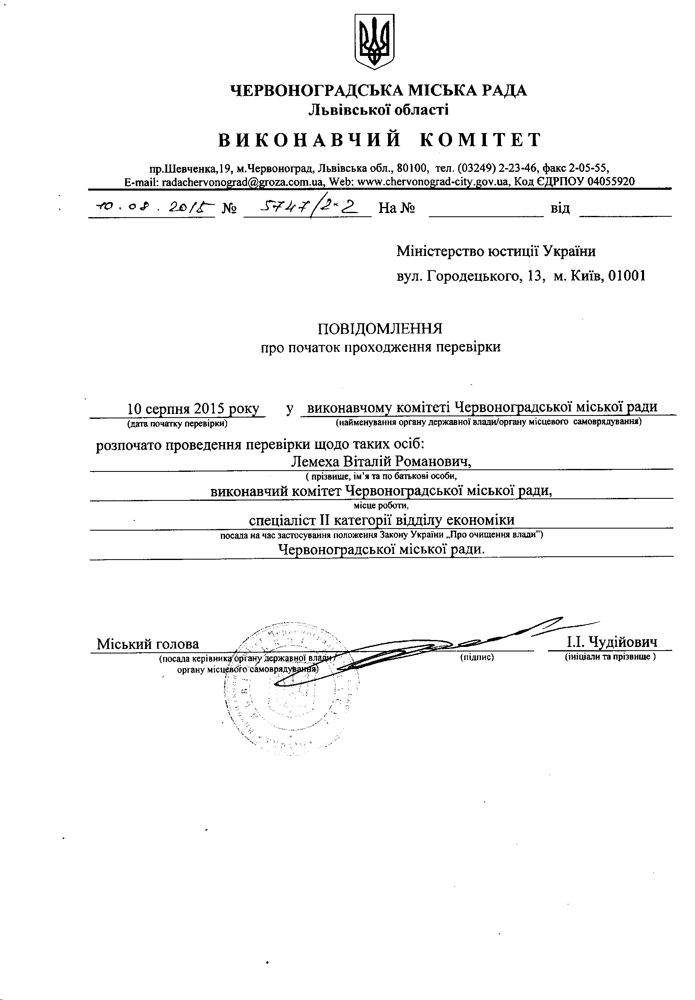 ЧЕРВОНОГРАДСЬКА МІСЬКА РАДА
Львівської області
ВИКОНАВЧИЙ КОМІТЕТ
пр.Шевченка,19, м.Червоноград, Львівська обл., 80100, тел. (03249) 2-23-46, факс 2-05-55,
E-mail: radachervonograd@groza.com.ua, Web: www.chervonograd-city.gov.ua, Код ЄДРПОУ 04055920
10.08.2015 № 5747/2-2 На № від
Міністерство юстиції України
вул. Городецького, 13, м. Київ, 01001
ПОВІДОМЛЕННЯ
про початок проходження перевірки
10 серпня 2015 року у виконавчому комітеті Червоноградської міської ради
(дата початку перевірки) (найменування органу державної влади/органу місцевого самоврядування)
розпочато проведення перевірки щодо таких осіб:
Лемеха Віталій Романович,
( прізвище, ім’я та по батькові особи,
виконавчий комітет Червоноградської міської ради,
місце роботи,
спеціаліст ІІ категорії відділу економіки
посада на час застосування положення Закону України „Про очищення влади”)
Червоноградської міської ради.
Міський голова І.І. Чудійович
(посада керівника органу державної влади / (підпис) (ініціали та прізвище )
органу місцевого самоврядування)